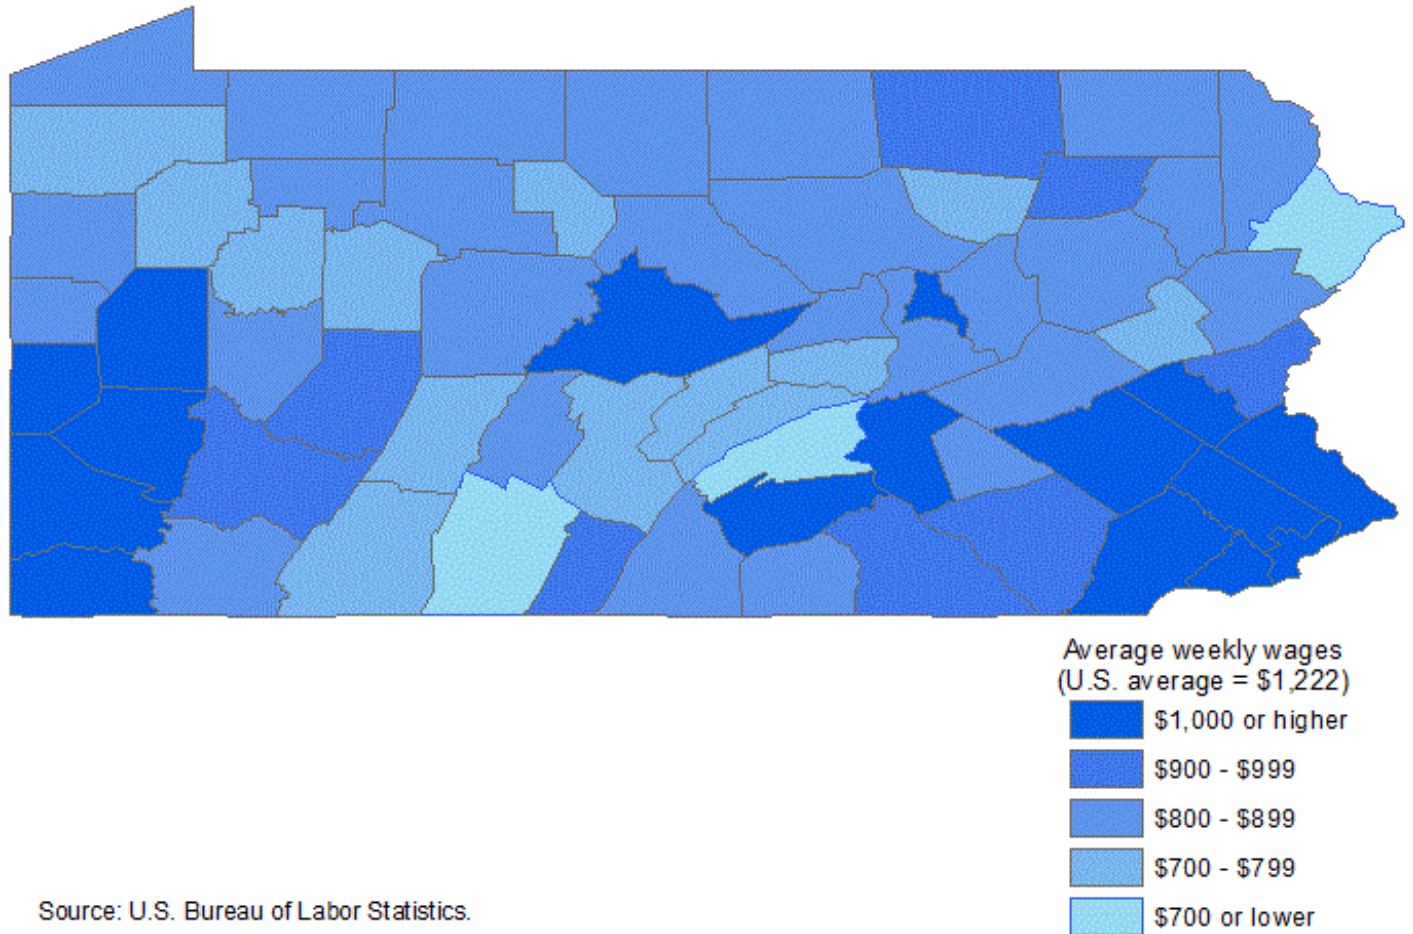 Average weekly wages
(U.S. average = $1,222)
$1,000 or higher
$900 - $999
$800 - $899
$700 - $799
$700 or lower
Source: U.S. Bureau of Labor Statistics.